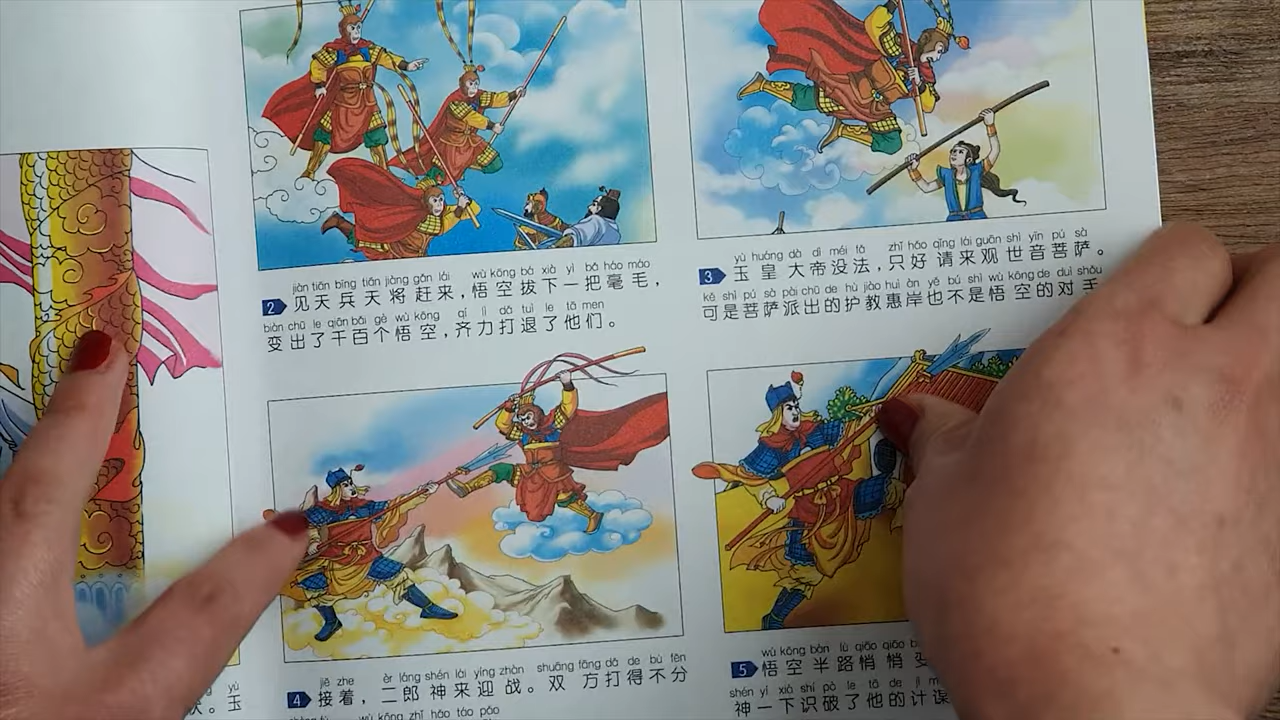 jiàn tiān bīng tiān jiàng gǎn lái wù kōng bá xià yì bǎ háo máo
2 见天兵天将赶来,悟空拔下一把毫毛,
biàn chū le qiān bǎi gè wù kōng qí lì dǎ tuì le tā men
变出了千百个悟空,齐力打退了他们。
yù huáng dà dì méi fǎ zhǐ hǎo qǐng lái guān shì yīn pú sà
3 玉皇大帝没法,只好请来观世音菩萨。
kě shì pú sà pài chū de hù jiào huì àn yě bú shì wù kōng de duì shǒu
可是菩萨派出的护教惠岸也不是悟空的对手
jiē zhe èr láng shén lái yíng zhàn shuāng fāng dǎ de bù fēn
4 接着,二郎神来迎战。双方打得不分
wù kōng zhǐ hǎo táo pǎo
wù kōng bàn lù qiāo qiāo
5 悟空半路悄悄
shén yí xià shí pò le tā de jì
神一下识破了他的计谋
yù
。玉